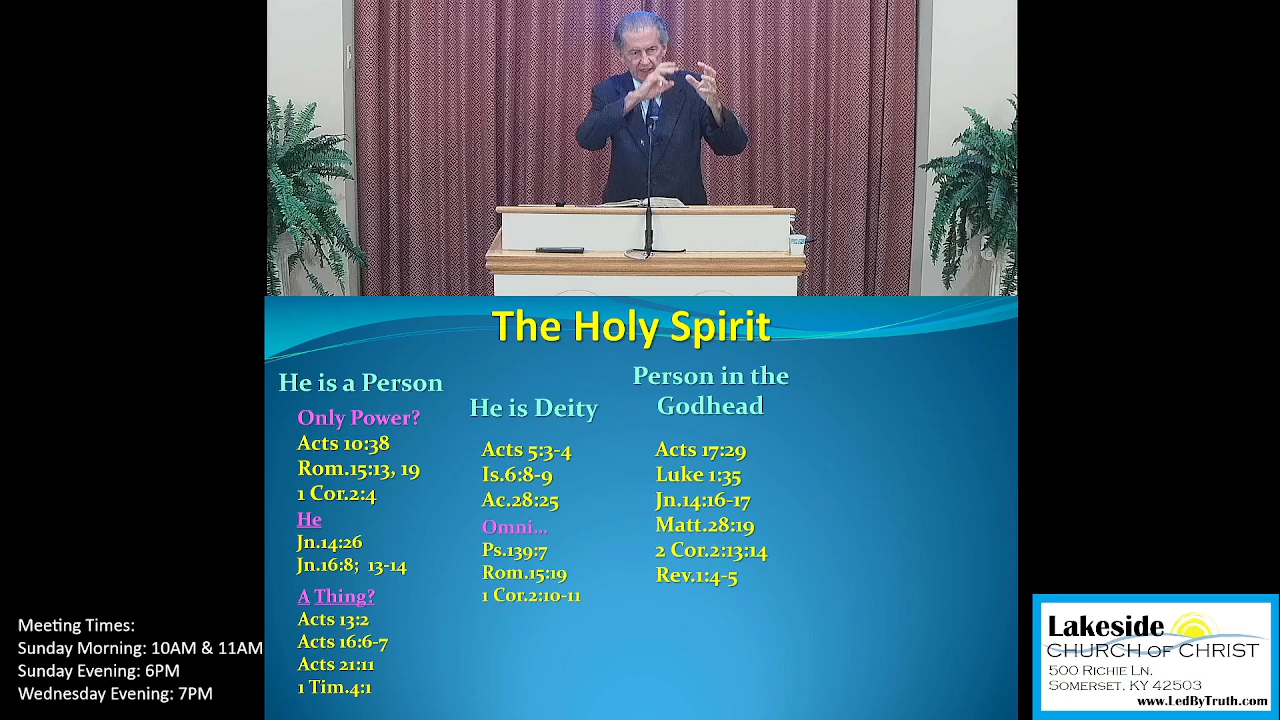 The Holy Spirit
He is a Person
Only Power?
Acts 10:38
Rom.15:13, 19
1 Cor.2:4
He
Jn.14:26
Jn.16:8;  13-14
A Thing?
Acts 13:2
Acts 16:6-7
Acts 21:11
1 Tim.4:1
He is Deity
Acts 5:3-4
Is.6:8-9
Ac.28:25
Omni...
Ps.139:7
Rom.15:19
1 Cor.2:10-11
Person in the
Godhead
Acts 17:29
Luke 1:35
Jn.14:16-17
Matt.28:19
2 Cor.2:13:14
Rev.1:4-5
Meeting Times:
Sunday Morning: 10AM & 11AM
Sunday Evening: 6PM
Wednesday Evening: 7PM
Lakeside
CHURCH OF CHRIST
500 RICHIE LN.
SOMERSET, KY 42503
www.LedByTruth.com